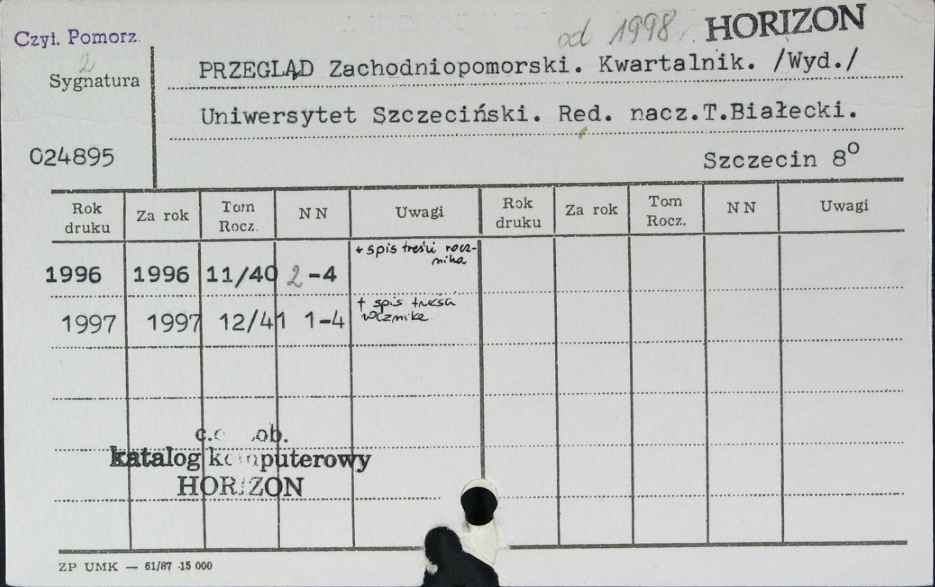 Czyt. Pomorz.
od 1998 HORIZON
2
Sygnatura
PRZEGLĄD Zachodniopomorski. Kwartalnik. /Wyd./
Uniwersytet Szczeciński. Red. nacz.T.Białecki.
024895
Szczecin 8º
Rok druku Za rok Tom Rocz. N N Uwagi Rok druku Za rok Tom Rocz. N N Uwagi
1996 1996 11/40 2-4 + spis treści rocznika
1997 1997 12/41 1-4 + spis treści rocznika
katalog komputerowy
HORIZON
ZP UMK — 61/87 -15 000